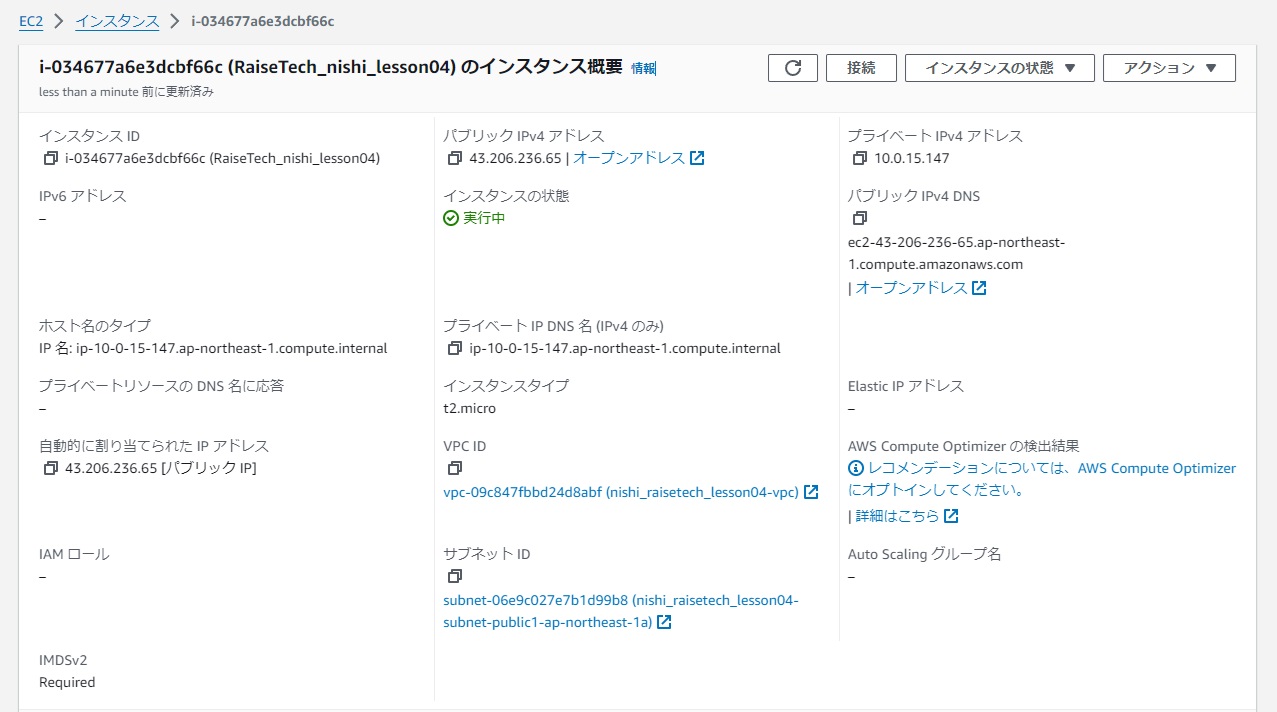 EC2 > インスタンス > i-034677a6e3dcbf66c
i-034677a6e3dcbf66c (RaiseTech_nishi_lesson04) のインスタンス概要 情報
接続
インスタンスの状態 ▼
アクション ▼
less than a minute 前に更新済み
インスタンス ID
i-034677a6e3dcbf66c (RaiseTech_nishi_lesson04)
パブリック IPv4 アドレス
43.206.236.65 | オープンアドレス
プライベート IPv4 アドレス
10.0.15.147
IPv6 アドレス
–
インスタンスの状態
実行中
パブリック IPv4 DNS
ec2-43-206-236-65.ap-northeast-
1.compute.amazonaws.com
| オープンアドレス
ホスト名のタイプ
IP 名: ip-10-0-15-147.ap-northeast-1.compute.internal
プライベート IP DNS 名 (IPv4 のみ)
ip-10-0-15-147.ap-northeast-1.compute.internal
プライベートリソースの DNS 名に応答
–
インスタンスタイプ
t2.micro
Elastic IP アドレス
–
自動的に割り当てられた IP アドレス
43.206.236.65 [パブリック IP]
VPC ID
vpc-09c847fbbd24d8abf (nishi_raisetech_lesson04-vpc)
AWS Compute Optimizer の検出結果
レコメンデーションについては、AWS Compute Optimizer
にオプトインしてください。
| 詳細はこちら
IAM ロール
–
サブネット ID
subnet-06e9c027e7b1d99b8 (nishi_raisetech_lesson04-
subnet-public1-ap-northeast-1a)
Auto Scaling グループ名
–
IMDSv2
Required